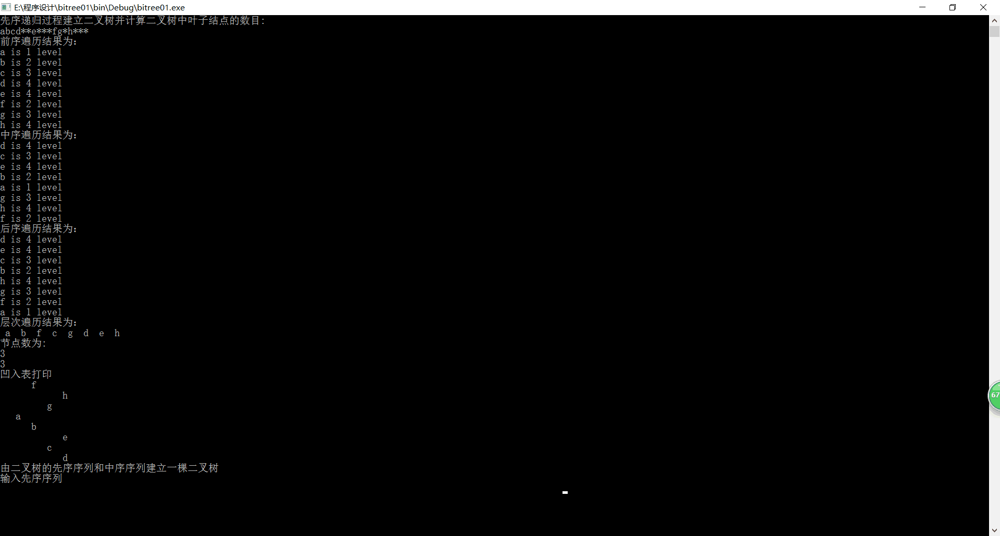 E:\程序设计\bitree01\bin\Debug\bitree01.exe
先序递归过程建立二叉树并计算二叉树中叶子结点的数目:
abcd**e***fg*h***
前序遍历结果为:
a is 1 level
b is 2 level
c is 3 level
d is 4 level
e is 4 level
f is 2 level
g is 3 level
h is 4 level
中序遍历结果为:
d is 4 level
c is 3 level
e is 4 level
b is 2 level
a is 1 level
g is 3 level
h is 4 level
f is 2 level
后序遍历结果为:
d is 4 level
e is 4 level
c is 3 level
b is 2 level
h is 4 level
g is 3 level
f is 2 level
a is 1 level
层次遍历结果为:
a b f c g d e h
节点数为:
3
3
凹入表打印
f
h
g
a
b
e
c
d
由二叉树的先序序列和中序序列建立一棵二叉树
输入先序序列
67